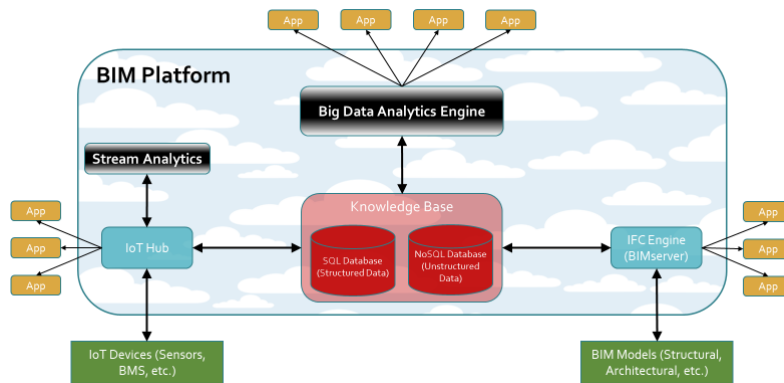 App
App
App
App
BIM Platform
Big Data Analytics Engine
Stream Analytics
Knowledge Base
App
App
App
IoT Hub
SQL Database
(Structured Data)
NoSQL Database
(Unstructured
Data)
IFC Engine
(BIMserver)
App
App
App
IoT Devices (Sensors,
BMS, etc.)
BIM Models (Structural,
Architectural, etc.)